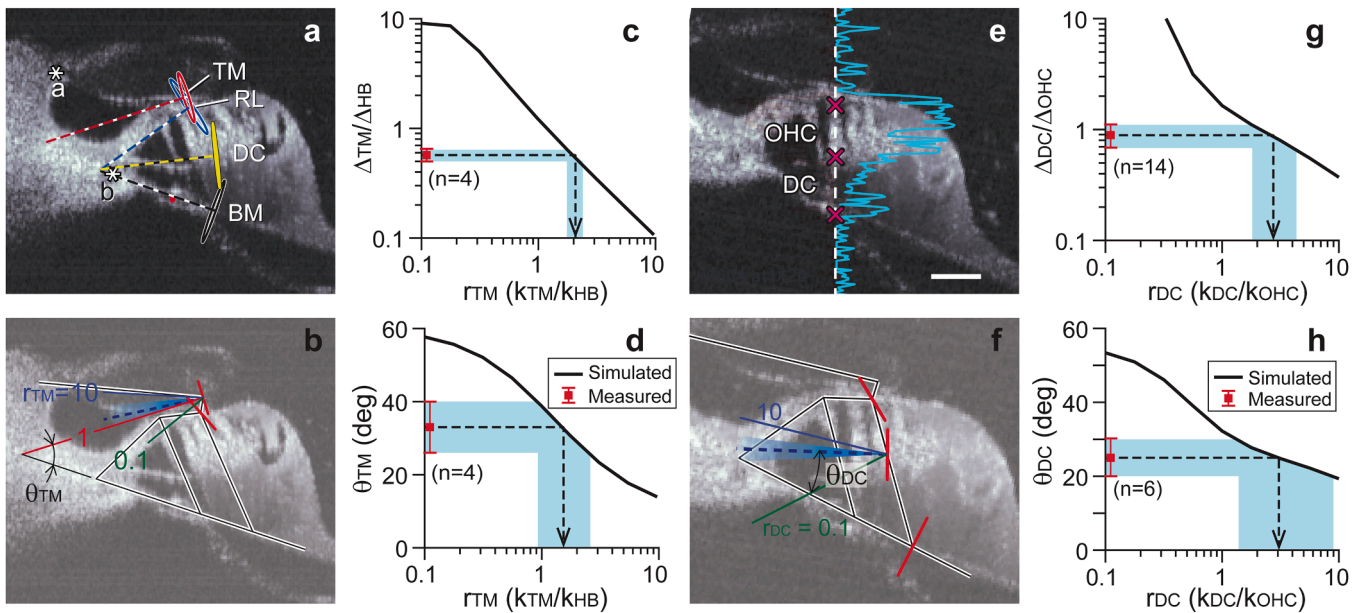 a
*
a
TM
RL
DC
*
b
BM
c
ΔTM/ΔHB
10
1
0.1
(n=4)
0.1
1
10
rTM (kTM/kHB)
e
OHC
DC
g
ΔDC/ΔOHC
10
1
0.1
(n=14)
0.1
1
10
rDC (kDC/kOHC)
b
rTM=10
1
0.1
θTM
d
θTM (deg)
60
40
20
0
Simulated
Measured
(n=4)
0.1
1
10
rTM (kTM/kHB)
f
10
θDC
rDC = 0.1
h
θDC (deg)
60
40
20
0
Simulated
Measured
(n=6)
0.1
1
10
rDC (kDC/kOHC)